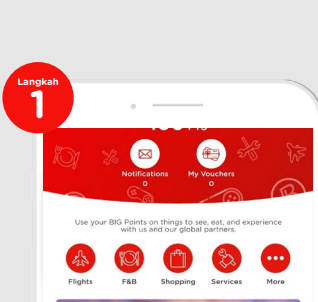 Langkah
1
Notifications
0
My Vouchers
0
Use your BIG Points on things to see, eat, and experience
with us and our global partners.
Flights
F&B
Shopping
Services
More